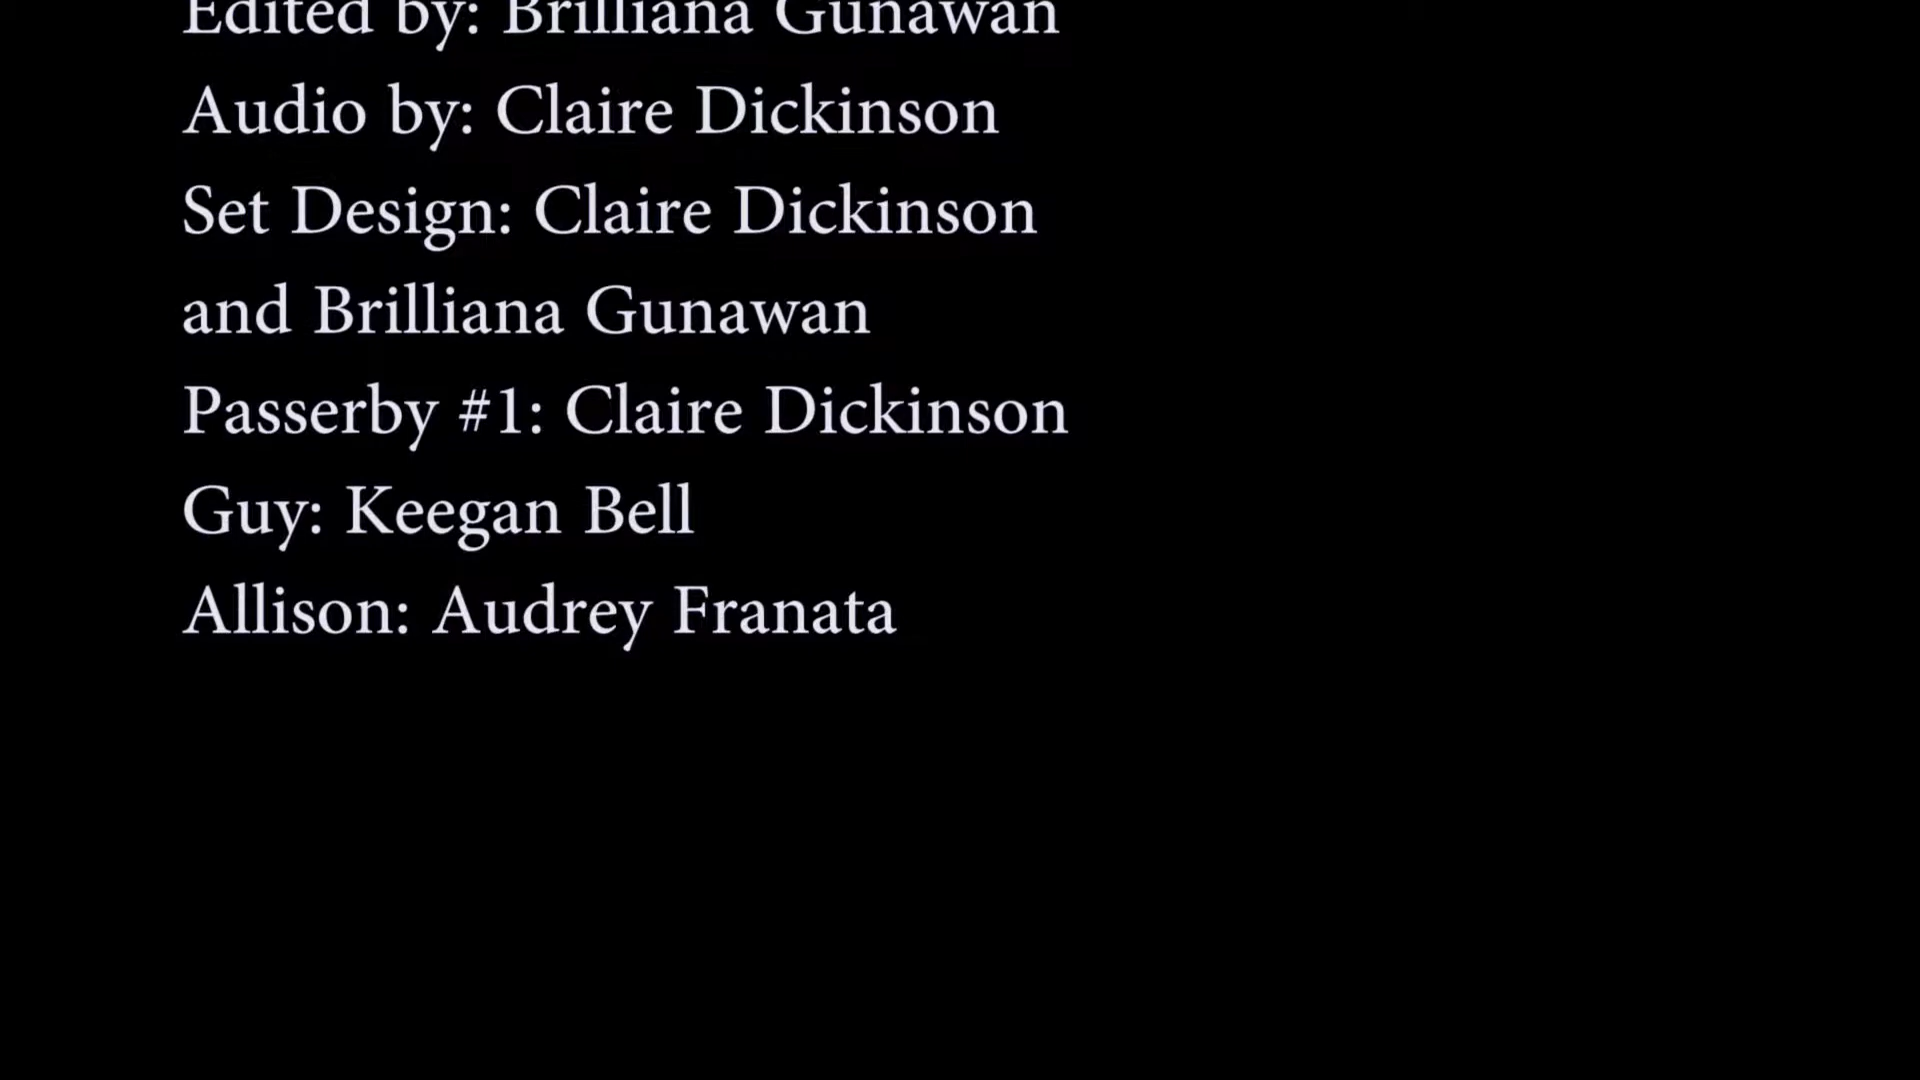 Edited by: Brilliana Gunawan
Audio by: Claire Dickinson
Set Design: Claire Dickinson
and Brilliana Gunawan
Passerby #1: Claire Dickinson
Guy: Keegan Bell
Allison: Audrey Franata